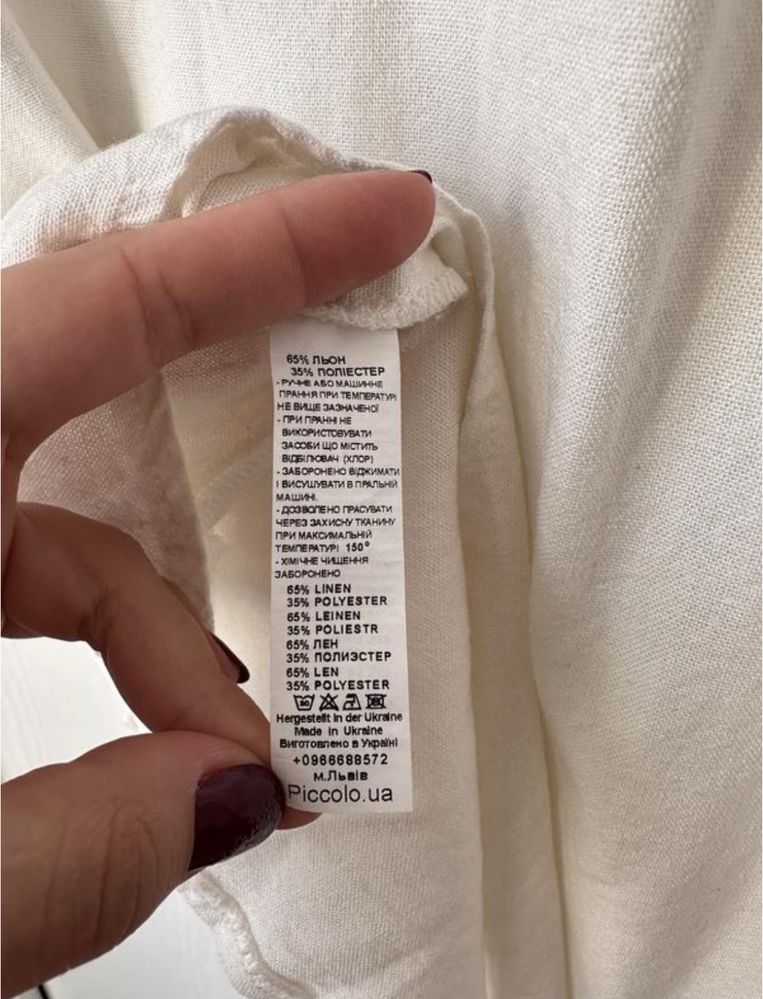 65% ЛЬОН
35% ПОЛІЕСТЕР
- РУЧНЕ АБО МАШИННЕ
ПРАННЯ ПРИ ТЕМПЕРАТУРІ
НЕ ВИЩЕ ЗАЗНАЧЕНОЇ
- ПРИ ПРАННІ НЕ
ВИКОРИСТОВУВАТИ
ЗАСОБИ ЩО МІСТИТЬ
ВІДБІЛЮВАЧ (ХЛОР)
- ЗАБОРОНЕНО ВІДЖИМАТИ
І ВИСУШУВАТИ В ПРАЛЬНІЙ
МАШИНІ.
- ДОЗВОЛЕНО ПРАСУВАТИ
ЧЕРЕЗ ЗАХИСНУ ТКАНИНУ
ПРИ МАКСИМАЛЬНІЙ
ТЕМПЕРАТУРІ 150°
- ХІМІЧНЕ ЧИЩЕННЯ
ЗАБОРОНЕНО
65% LINEN
35% POLYESTER
65% LEINEN
35% POLIESTR
65% ЛЕН
35% ПОЛИЭСТЕР
65% LEN
35% POLYESTER
Hergestellt in der Ukraine
Made in Ukraine
Виготовлено в Україні
+0966688572
м.Львів
Piccolo.ua